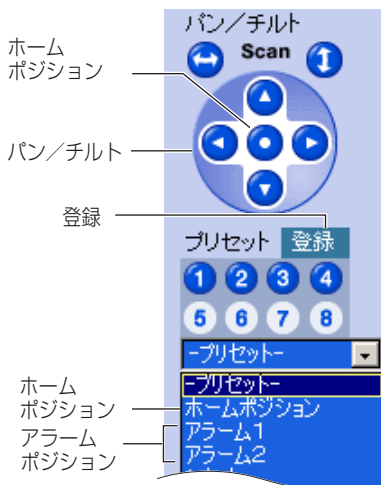 パン／チルト
Scan
ホーム
ポジション
パン／チルト
登録
プリセット 登録
1 2 3 4
5 6 7 8
-プリセット-
-プリセット-
ホーム
ポジション
ホームポジション
アラーム
ポジション
アラーム1
アラーム2